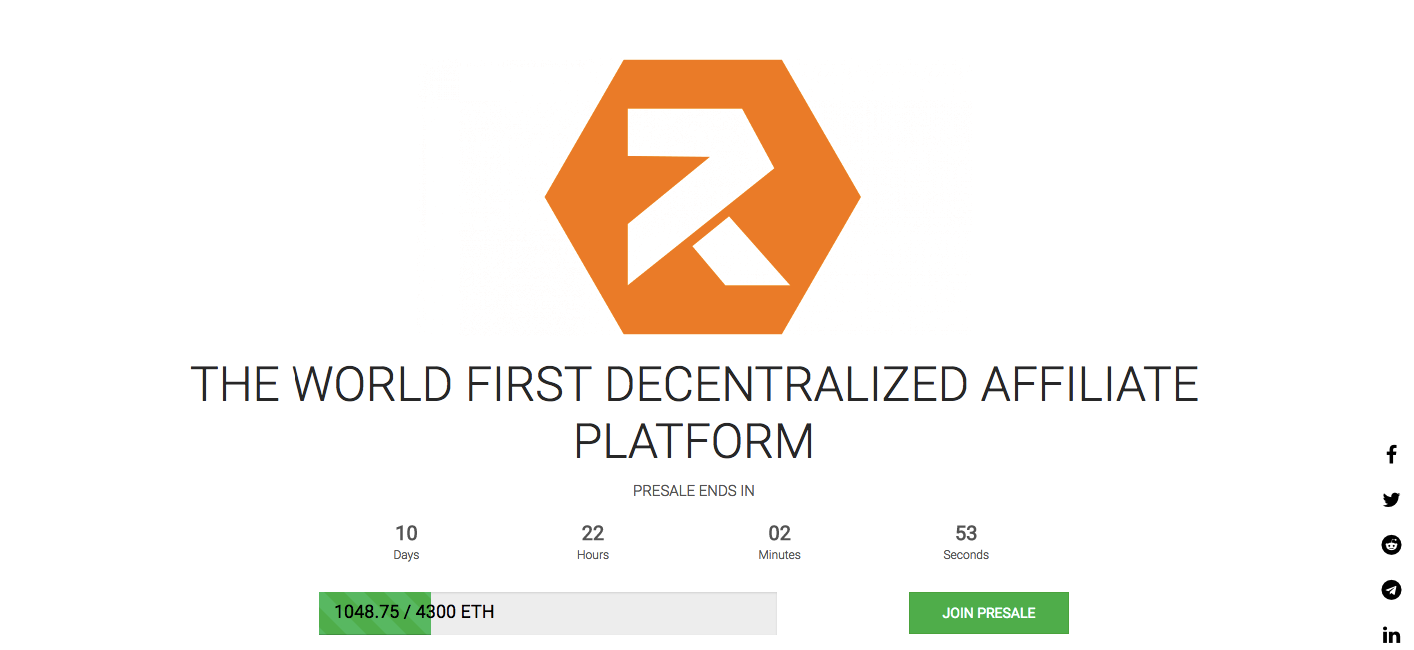 THE WORLD FIRST DECENTRALIZED AFFILIATE
PLATFORM
PRESALE ENDS IN
10 22 02 53
Days Hours Minutes Seconds
1048.75 / 4300 ETH JOIN PRESALE